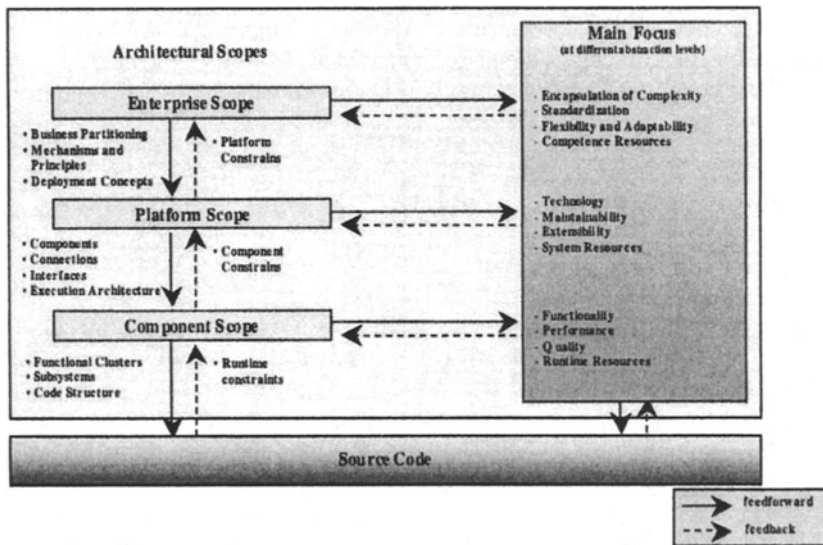 Architectural Scopes
Main Focus
(at different abstraction levels)
Enterprise Scope
• Business Partitioning
• Mechanisms and
Principles
• Deployment Concepts
• Platform
Constrains
- Encapsulation of Complexity
- Standardization
- Flexibility and Adaptability
- Competence Resources
Platform Scope
• Components
• Connections
• Interfaces
• Execution Architecture
• Component
Constrains
- Technology
- Maintainability
- Extensibility
- System Resources
Component Scope
• Functional Clusters
• Subsystems
• Code Structure
• Runtime
constraints
- Functionality
- Performance
- Quality
- Runtime Resources
Source Code
feedforward
feedback